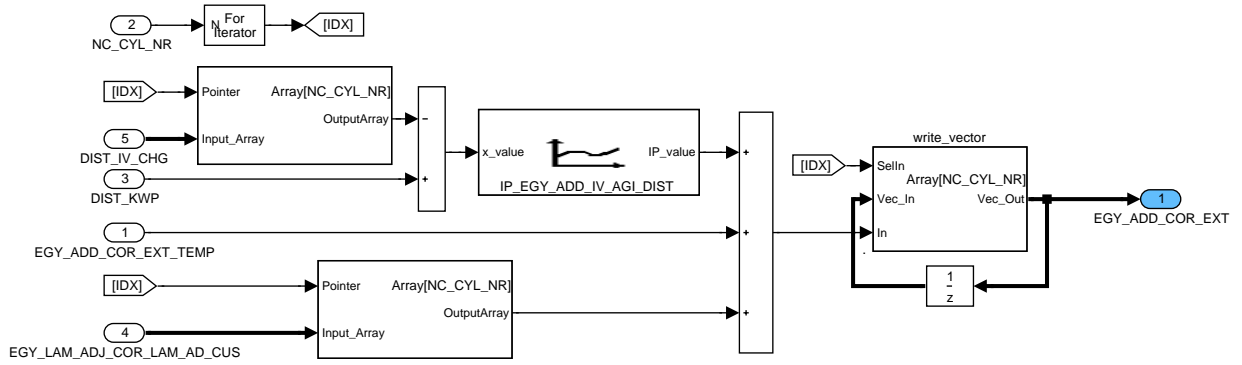 2
NC_CYL_NR
N
For
Iterator
[IDX]
[IDX]
Pointer
Array[NC_CYL_NR]
OutputArray
5
Input_Array
DIST_IV_CHG
3
DIST_KWP
−
+
x_value
IP_value
IP_EGY_ADD_IV_AGI_DIST
1
EGY_ADD_COR_EXT_TEMP
[IDX]
Pointer
Array[NC_CYL_NR]
OutputArray
4
Input_Array
EGY_LAM_ADJ_COR_LAM_AD_CUS
+
+
+
write_vector
[IDX]
SelIn
Array[NC_CYL_NR]
Vec_In
Vec_Out
In
.
1
z
1
EGY_ADD_COR_EXT